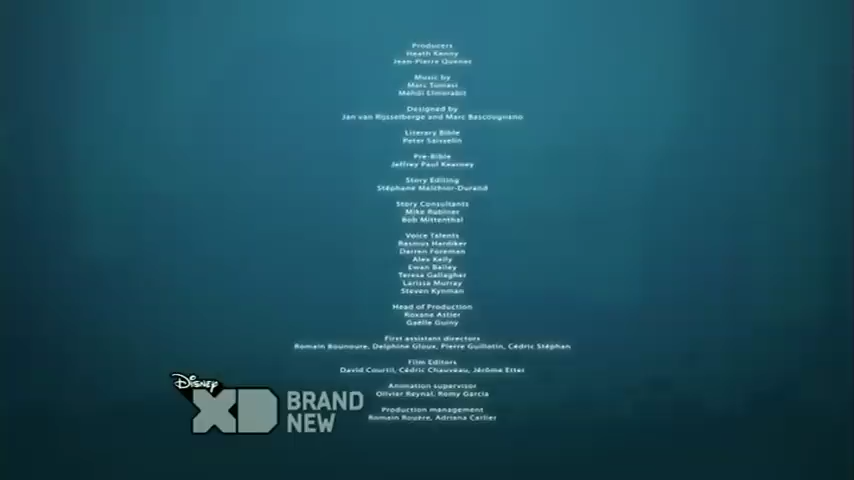 Producers
Heath Kenny
Jean-Pierre Quenet
Music by
Marc Tomasi
Mehdi Elmorabit
Designed by
Jan van Rijsselberge and Marc Bascougnano
Literary Bible
Peter Saisselin
Pre-Bible
Jeffrey Paul Kearney
Story Editing
Stéphane Melchior-Durand
Story Consultants
Mike Rubiner
Bob Mittenthal
Voice Talents
Rasmus Hardiker
Darren Foreman
Alex Kelly
Ewan Bailey
Teresa Gallagher
Larissa Murray
Steven Kynman
Head of Production
Roxane Astier
Gaëlle Guiny
First assistant directors
Romain Bounoure, Delphine Gloux, Pierre Guillotin, Cédric Stéphan
Film Editors
David Courtil, Cédric Chauveau, Jérôme Etter
Animation supervisor
Olivier Reynal, Romy Garcia
Production management
Romain Rouère, Adriana Carlier
Disney
XD
BRAND
NEW